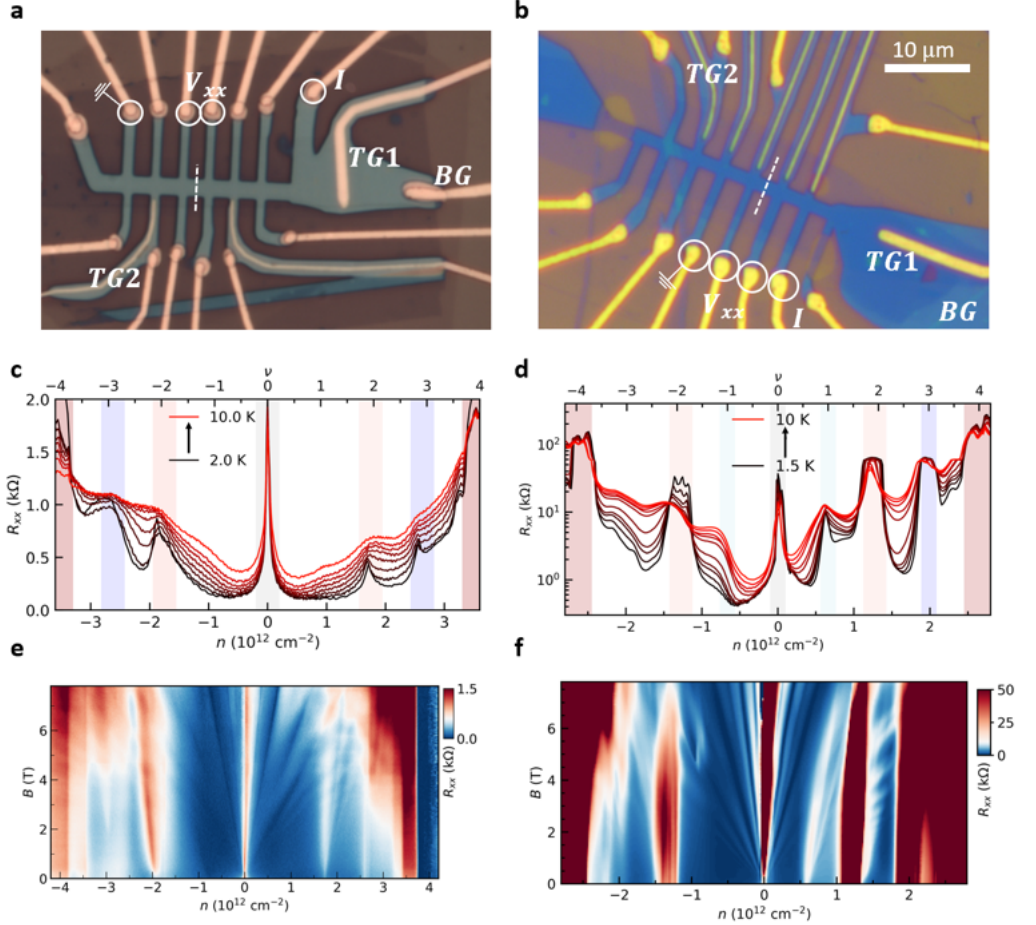 a
V_xx
I
TG1
BG
TG2
b
10 μm
TG2
TG1
V_xx
I
BG
c
ν
−4 −3 −2 −1 0 1 2 3 4
R_xx (kΩ)
2.0
1.5
1.0
0.5
0.0
10.0 K
2.0 K
−3 −2 −1 0 1 2 3
n (10^12 cm^−2)
d
ν
−4 −3 −2 −1 0 1 2 3 4
R_xx (kΩ)
10^2
10^1
10^0
10 K
1.5 K
−2 −1 0 1 2
n (10^12 cm^−2)
e
B (T)
6
4
2
0
−4 −3 −2 −1 0 1 2 3 4
n (10^12 cm^−2)
1.5
0.0
R_xx (kΩ)
f
B (T)
6
4
2
0
−2 −1 0 1 2
n (10^12 cm^−2)
50
25
0
R_xx (kΩ)